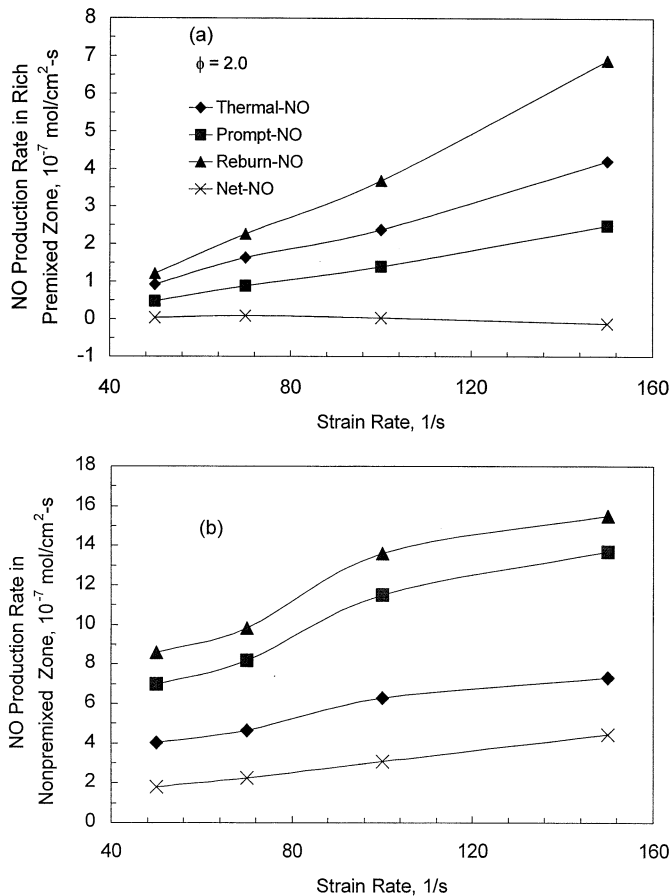 NO Production Rate in Rich
Premixed Zone, 10⁻⁷ mol/cm²-s
8
7
6
5
4
3
2
1
0
-1
(a)
ϕ = 2.0
Thermal-NO
Prompt-NO
Reburn-NO
Net-NO
40
80
120
160
Strain Rate, 1/s
NO Production Rate in
Nonpremixed Zone, 10⁻⁷ mol/cm²-s
18
16
14
12
10
8
6
4
2
0
(b)
40
80
120
160
Strain Rate, 1/s